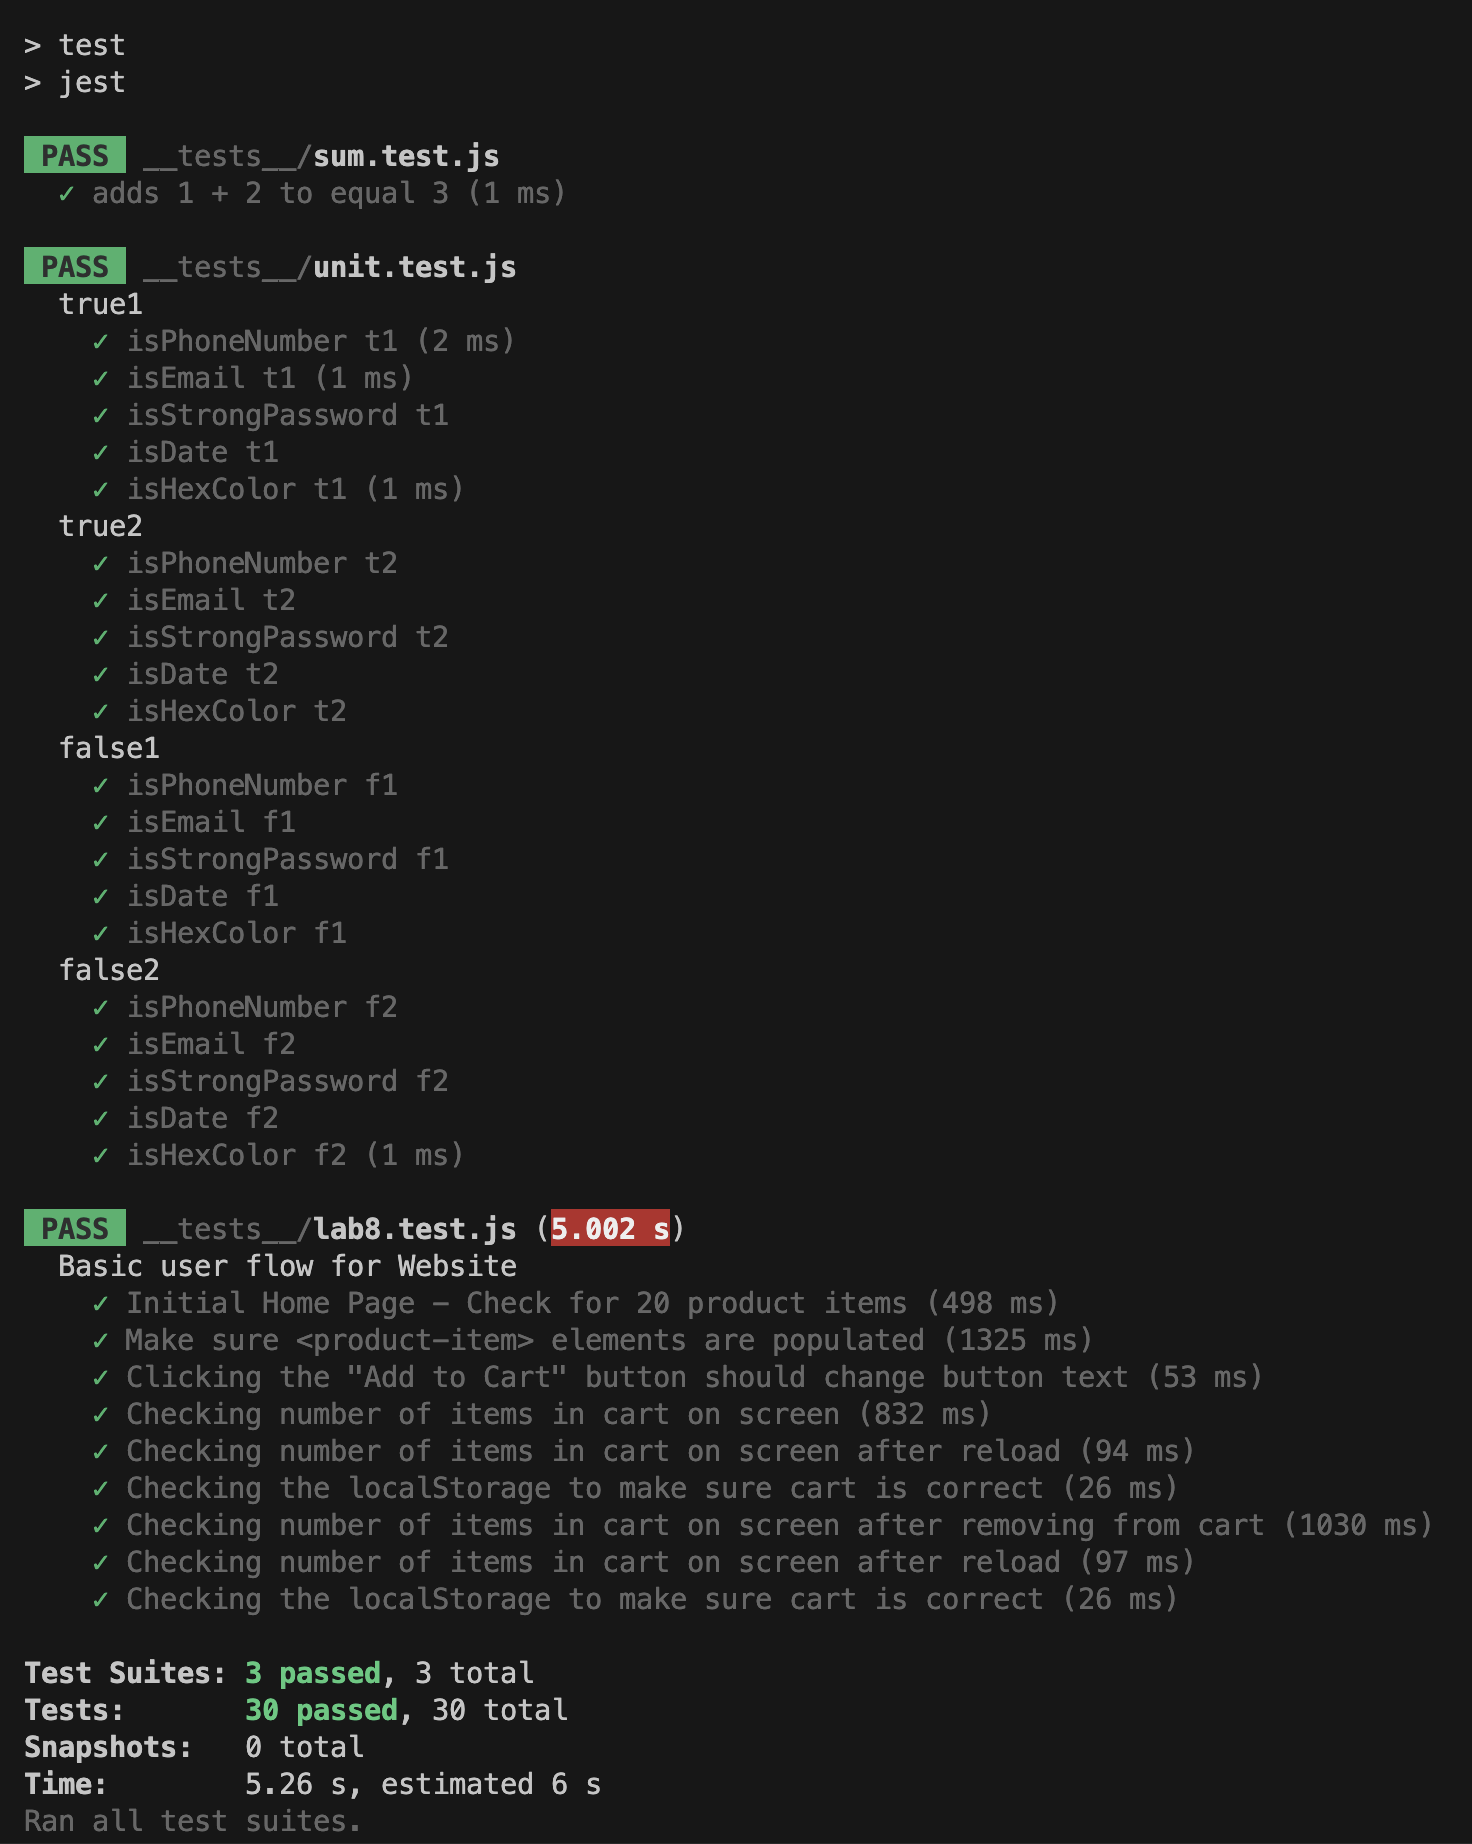 > test
> jest
PASS __tests__/sum.test.js
✓ adds 1 + 2 to equal 3 (1 ms)
PASS __tests__/unit.test.js
true1
✓ isPhoneNumber t1 (2 ms)
✓ isEmail t1 (1 ms)
✓ isStrongPassword t1
✓ isDate t1
✓ isHexColor t1 (1 ms)
true2
✓ isPhoneNumber t2
✓ isEmail t2
✓ isStrongPassword t2
✓ isDate t2
✓ isHexColor t2
false1
✓ isPhoneNumber f1
✓ isEmail f1
✓ isStrongPassword f1
✓ isDate f1
✓ isHexColor f1
false2
✓ isPhoneNumber f2
✓ isEmail f2
✓ isStrongPassword f2
✓ isDate f2
✓ isHexColor f2 (1 ms)
PASS __tests__/lab8.test.js (5.002 s)
Basic user flow for Website
✓ Initial Home Page - Check for 20 product items (498 ms)
✓ Make sure <product-item> elements are populated (1325 ms)
✓ Clicking the "Add to Cart" button should change button text (53 ms)
✓ Checking number of items in cart on screen (832 ms)
✓ Checking number of items in cart on screen after reload (94 ms)
✓ Checking the localStorage to make sure cart is correct (26 ms)
✓ Checking number of items in cart on screen after removing from cart (1030 ms)
✓ Checking number of items in cart on screen after reload (97 ms)
✓ Checking the localStorage to make sure cart is correct (26 ms)
Test Suites: 3 passed, 3 total
Tests: 30 passed, 30 total
Snapshots: 0 total
Time: 5.26 s, estimated 6 s
Ran all test suites.